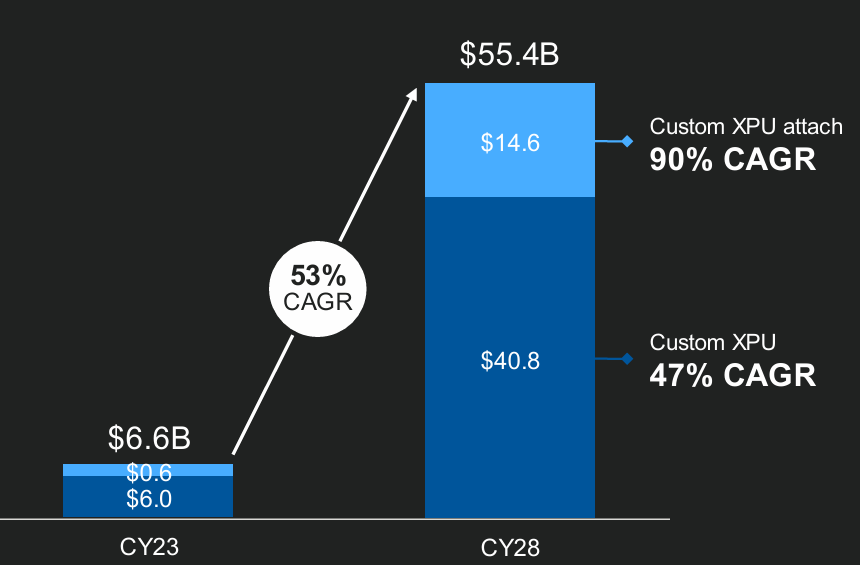 $55.4B
$14.6
Custom XPU attach
90% CAGR
53%
CAGR
Custom XPU
47% CAGR
$40.8
$6.6B
$0.6
$6.0
CY23
CY28